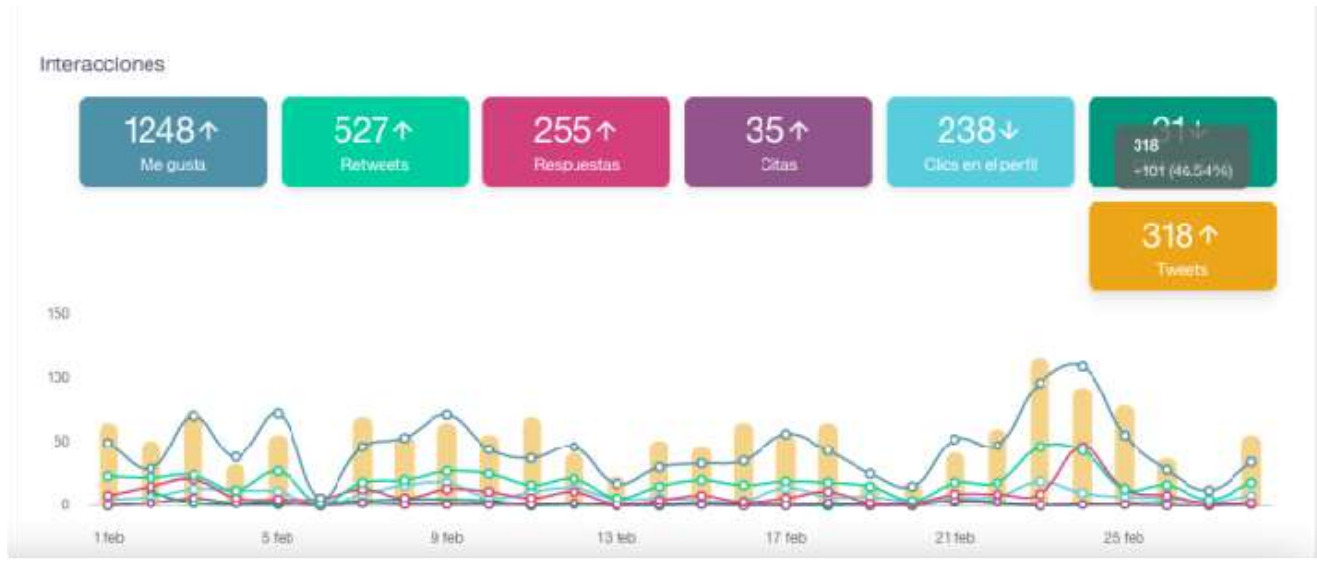 Interacciones
1248↑
Me gusta
527↑
Retweets
255↑
Respuestas
35↑
Citas
238↓
Clics en el perfil
31↓
318
+101 (46.54%)
318↑
Tweets
150
100
50
0
1 feb
5 feb
9 feb
13 feb
17 feb
21 feb
25 feb